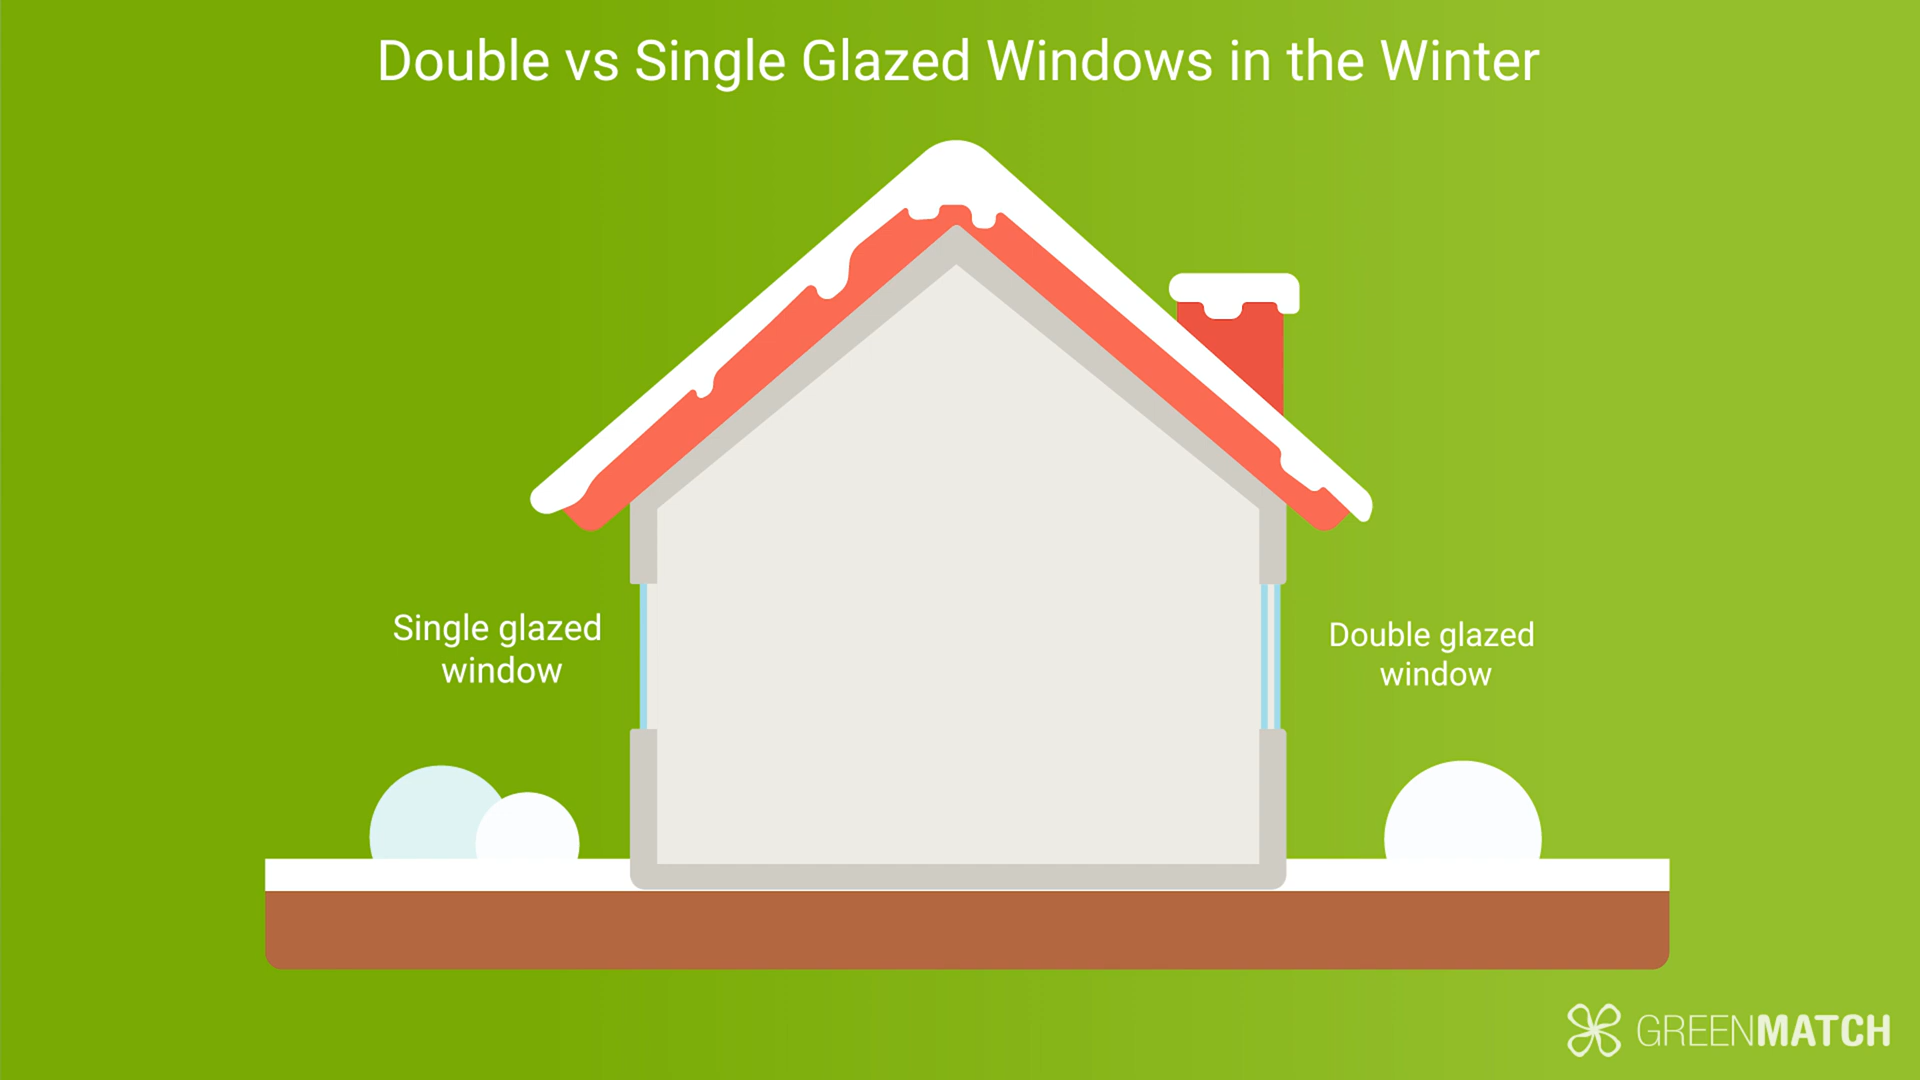 Double vs Single Glazed Windows in the Winter
Single glazed
window
Double glazed
window
GREENMATCH